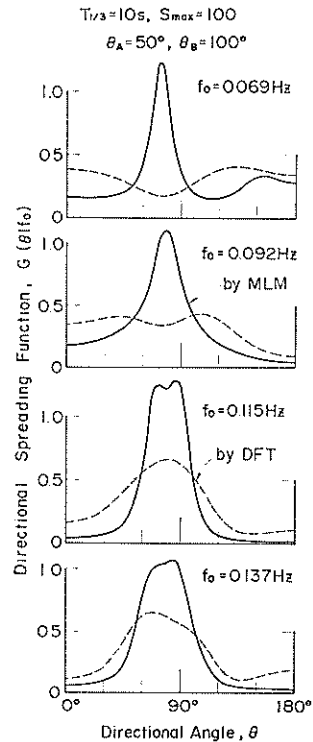 T₁/₃=10s, Smax=100
θA=50°, θB=100°
f₀=0.069Hz
1.0
0.5
0
f₀=0.092Hz
by MLM
1.0
0.5
0
f₀=0.115Hz
by DFT
1.0
0.5
0
f₀=0.137Hz
1.0
0.5
0
0° 90° 180°
Directional Angle, θ
Directional Spreading Function, G (θ|f₀)